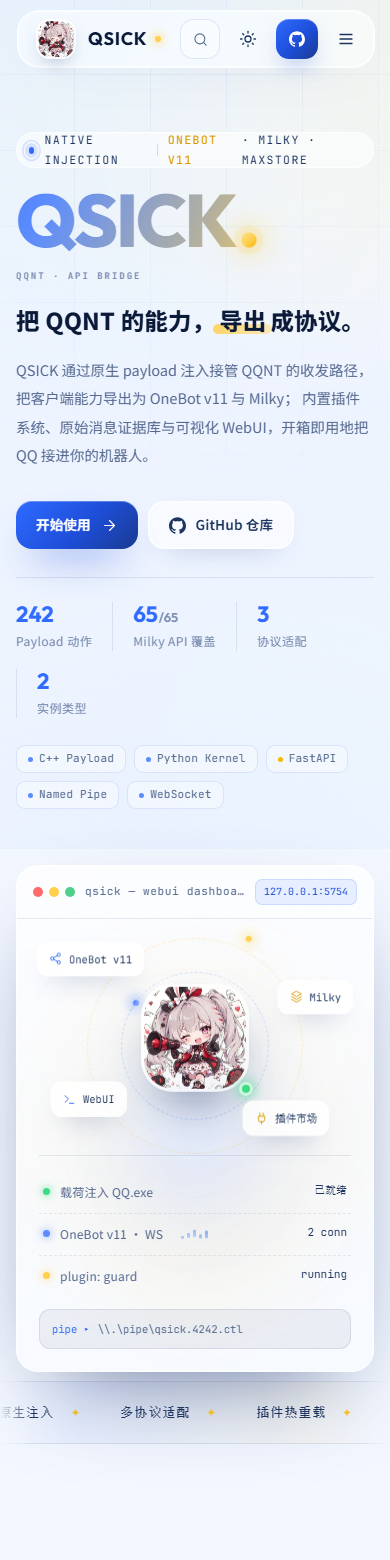 QSICK
NATIVE INJECTION
ONEBOT V11
· MILKY · MAXSTORE
QSICK
QQNT · API BRIDGE
把 QQNT 的能力，导出成协议。
QSICK 通过原生 payload 注入接管 QQNT 的收发路径，
把客户端能力导出为 OneBot v11 与 Milky； 内置插件
系统、原始消息证据库与可视化 WebUI，开箱即用地把
QQ 接进你的机器人。
开始使用 →
GitHub 仓库
242
Payload 动作
65/65
Milky API 覆盖
3
协议适配
2
实例类型
C++ Payload
Python Kernel
FastAPI
Named Pipe
WebSocket
qsick — webui dashboa…
127.0.0.1:5754
OneBot v11
Milky
WebUI
插件市场
载荷注入 QQ.exe 已就绪
OneBot v11 · WS 2 conn
plugin: guard running
pipe ▸ \\.\pipe\qsick.4242.ctl
生注入 ✦ 多协议适配 ✦ 插件热重载 ✦